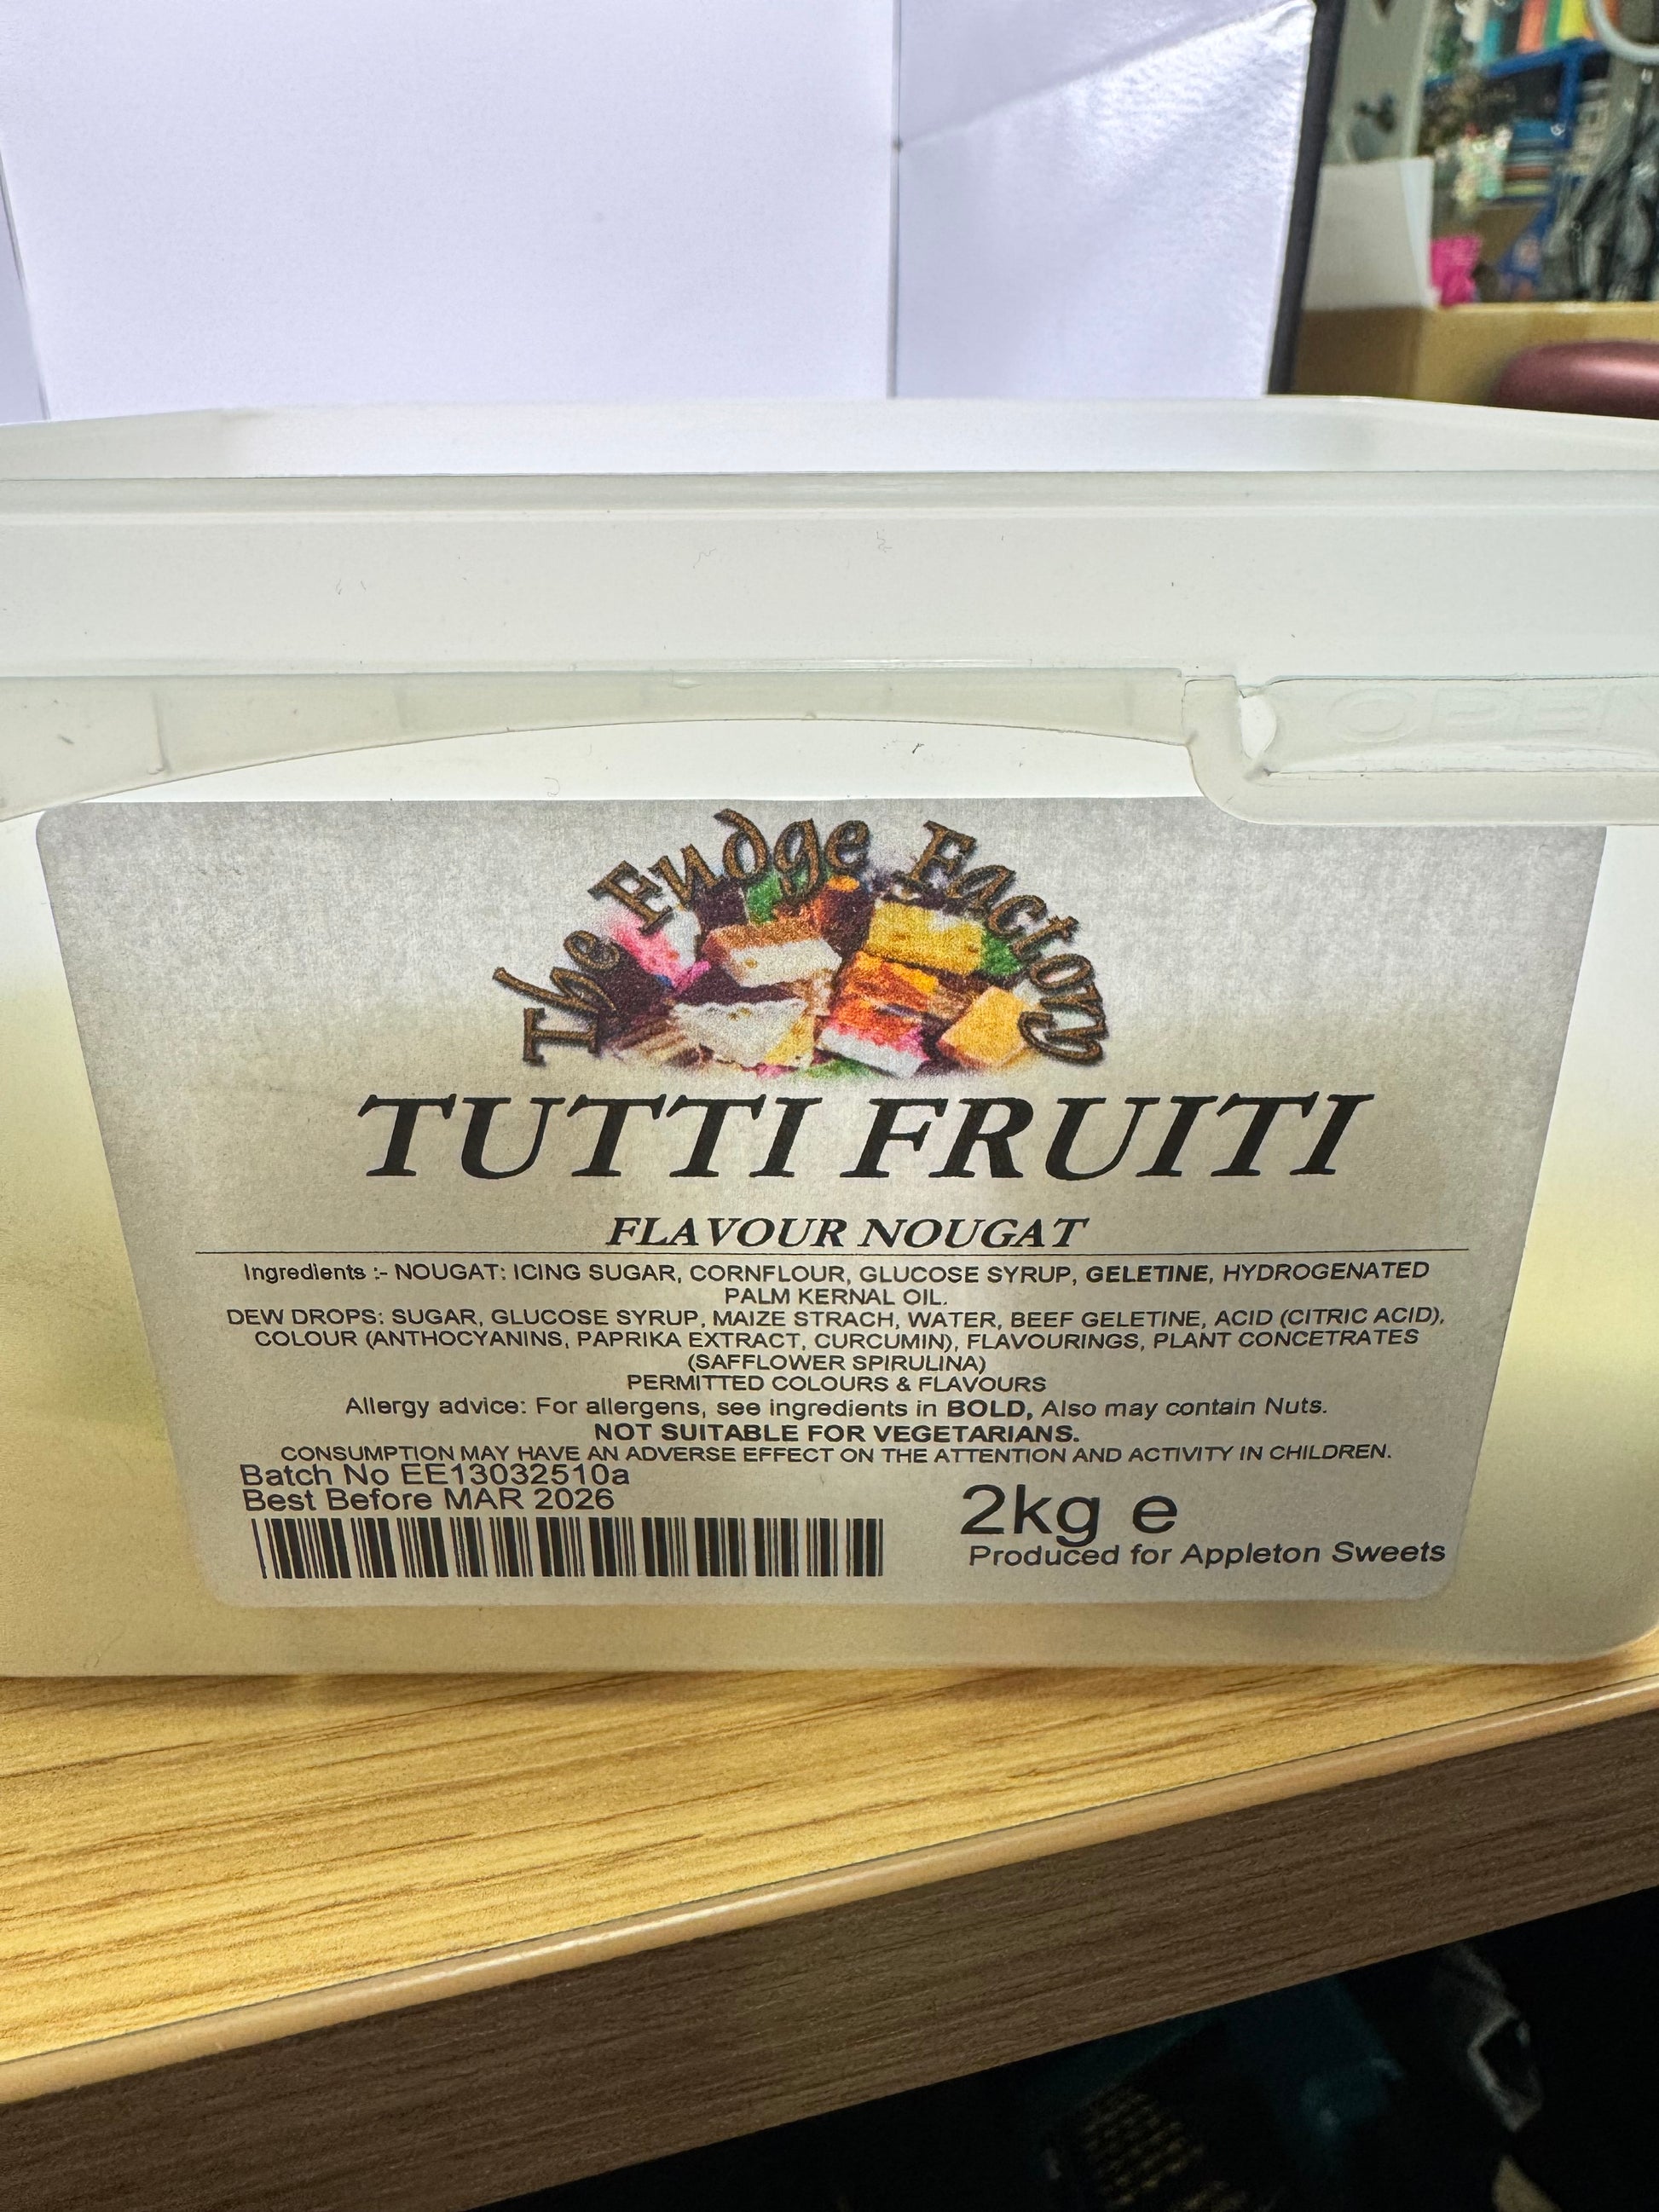 OPEN
The Fudge Factory
TUTTI FRUITI
FLAVOUR NOUGAT
Ingredients :- NOUGAT: ICING SUGAR, CORNFLOUR, GLUCOSE SYRUP, GELETINE, HYDROGENATED
PALM KERNAL OIL.
DEW DROPS: SUGAR, GLUCOSE SYRUP, MAIZE STRACH, WATER, BEEF GELETINE, ACID (CITRIC ACID),
COLOUR (ANTHOCYANINS, PAPRIKA EXTRACT, CURCUMIN), FLAVOURINGS, PLANT CONCETRATES
(SAFFLOWER SPIRULINA)
PERMITTED COLOURS & FLAVOURS
Allergy advice: For allergens, see ingredients in BOLD, Also may contain Nuts.
NOT SUITABLE FOR VEGETARIANS.
CONSUMPTION MAY HAVE AN ADVERSE EFFECT ON THE ATTENTION AND ACTIVITY IN CHILDREN.
Batch No EE13032510a
Best Before MAR 2026
2kg e
Produced for Appleton Sweets